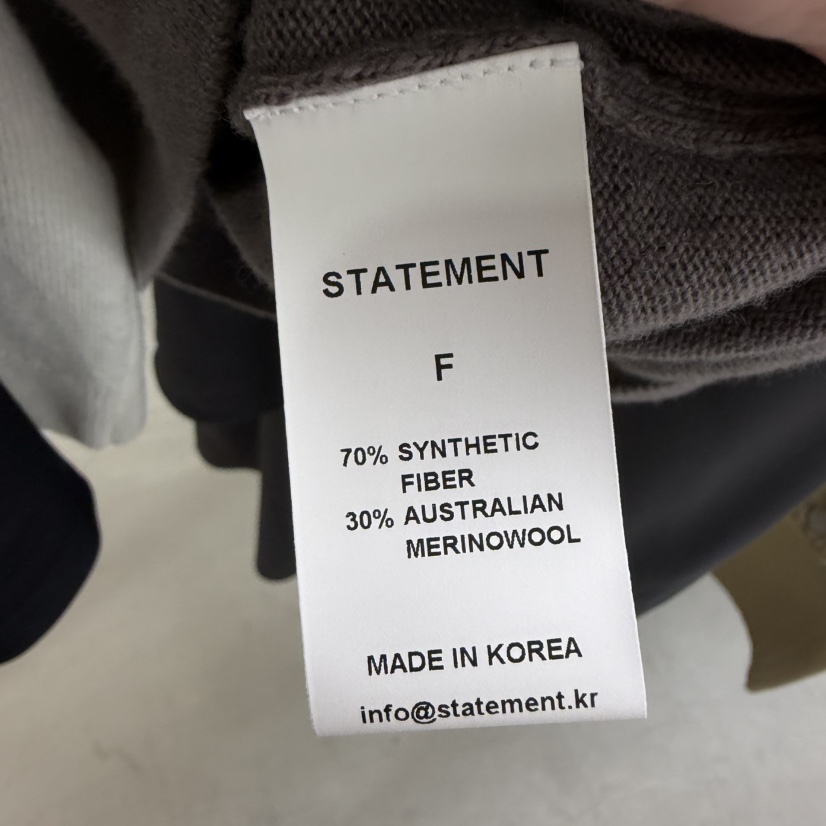 STATEMENT
F
70% SYNTHETIC
FIBER
30% AUSTRALIAN
MERINOWOOL
MADE IN KOREA
info@statement.kr